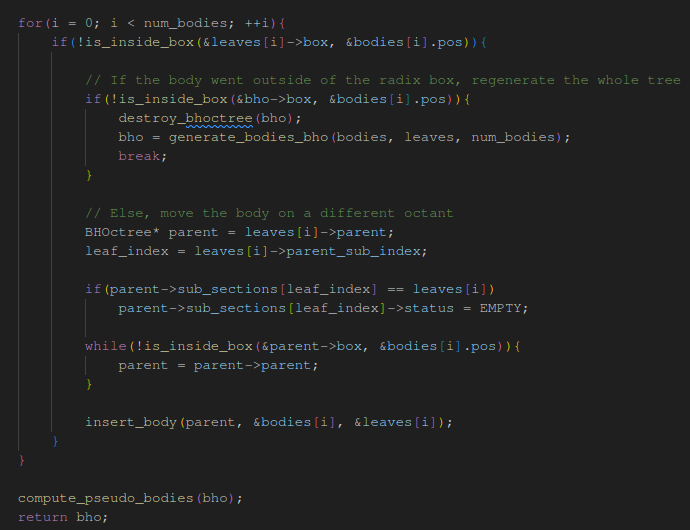 for(i = 0; i < num_bodies; ++i){
    if(!is_inside_box(&leaves[i]->box, &bodies[i].pos)){
        // If the body went outside of the radix box, regenerate the whole tree
        if(!is_inside_box(&bho->box, &bodies[i].pos)){
            destroy_bhoctree(bho);
            bho = generate_bodies_bho(bodies, leaves, num_bodies);
            break;
        }
        // Else, move the body on a different octant
        BHOctree* parent = leaves[i]->parent;
        leaf_index = leaves[i]->parent_sub_index;
        if(parent->sub_sections[leaf_index] == leaves[i])
            parent->sub_sections[leaf_index]->status = EMPTY;
        while(!is_inside_box(&parent->box, &bodies[i].pos)){
            parent = parent->parent;
        }
        insert_body(parent, &bodies[i], &leaves[i]);
    }
}
compute_pseudo_bodies(bho);
return bho;